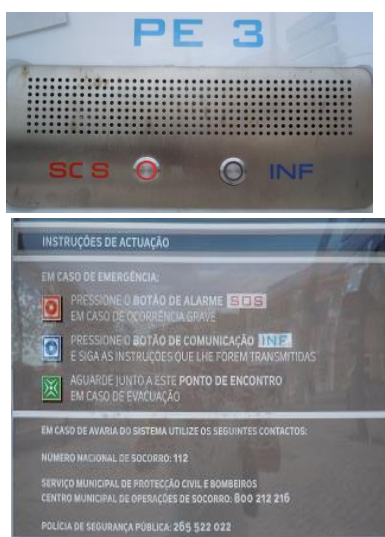 PE 3
SC S INF
INSTRUÇÕES DE ACTUAÇÃO
EM CASO DE EMERGÊNCIA:
PRESSIONE O BOTÃO DE ALARME SOS
EM CASO DE OCORRÊNCIA GRAVE
PRESSIONE O BOTÃO DE COMUNICAÇÃO INF
E SIGA AS INSTRUÇÕES QUE LHE FOREM TRANSMITIDAS
AGUARDE JUNTO A ESTE PONTO DE ENCONTRO
EM CASO DE EVACUAÇÃO
EM CASO DE AVARIA DO SISTEMA UTILIZE OS SEGUINTES CONTACTOS:
NÚMERO NACIONAL DE SOCORRO: 112
SERVIÇO MUNICIPAL DE PROTECÇÃO CIVIL E BOMBEIROS
CENTRO MUNICIPAL DE OPERAÇÕES DE SOCORRO: 800 212 216
POLÍCIA DE SEGURANÇA PÚBLICA: 265 522 022